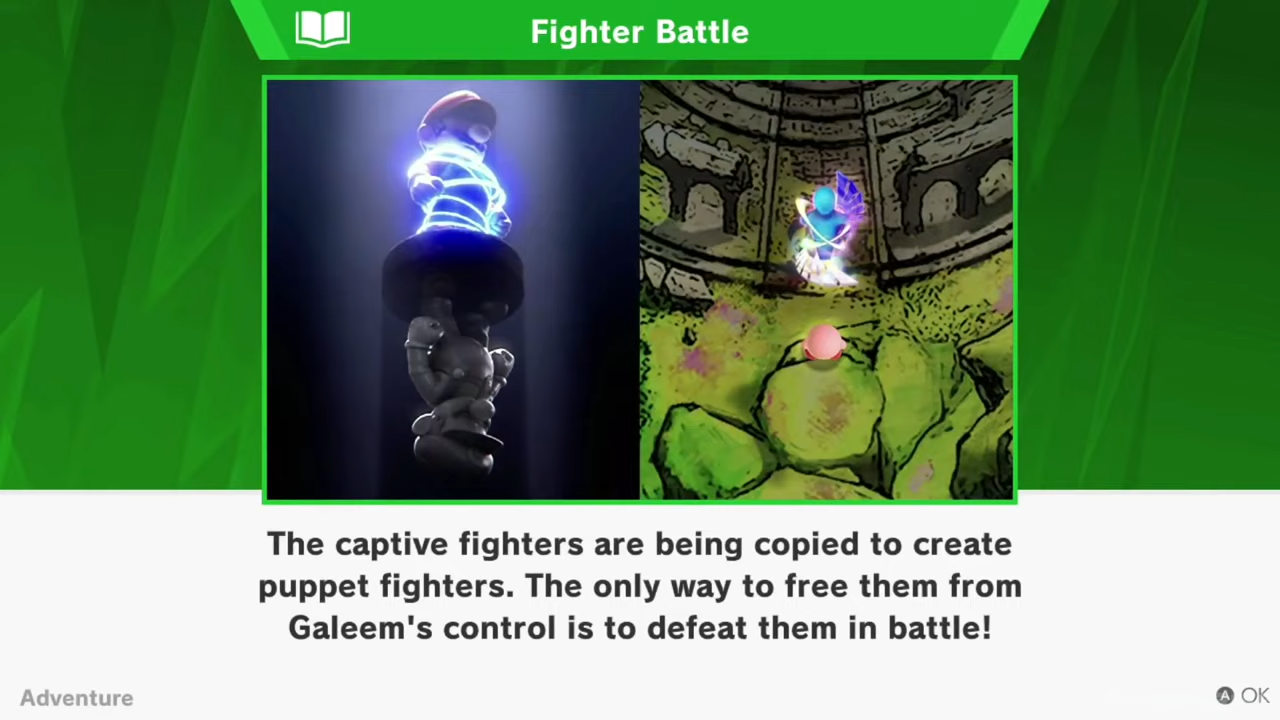 Fighter Battle
The captive fighters are being copied to create
puppet fighters. The only way to free them from
Galeem's control is to defeat them in battle!
Adventure
A OK